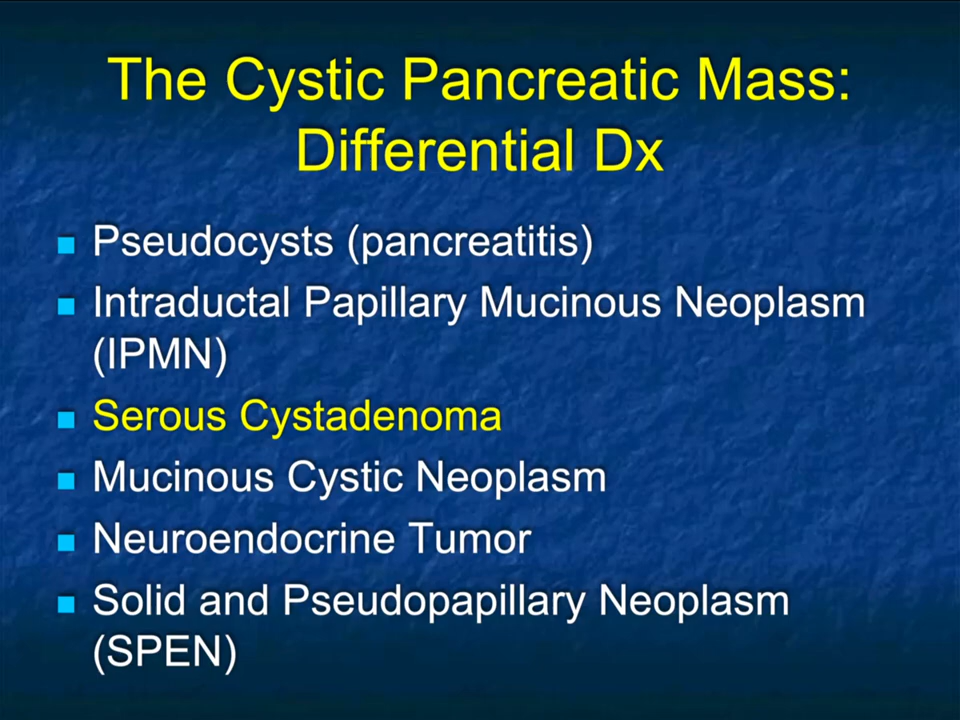 The Cystic Pancreatic Mass:
Differential Dx
Pseudocysts (pancreatitis)
Intraductal Papillary Mucinous Neoplasm
(IPMN)
Serous Cystadenoma
Mucinous Cystic Neoplasm
Neuroendocrine Tumor
Solid and Pseudopapillary Neoplasm
(SPEN)